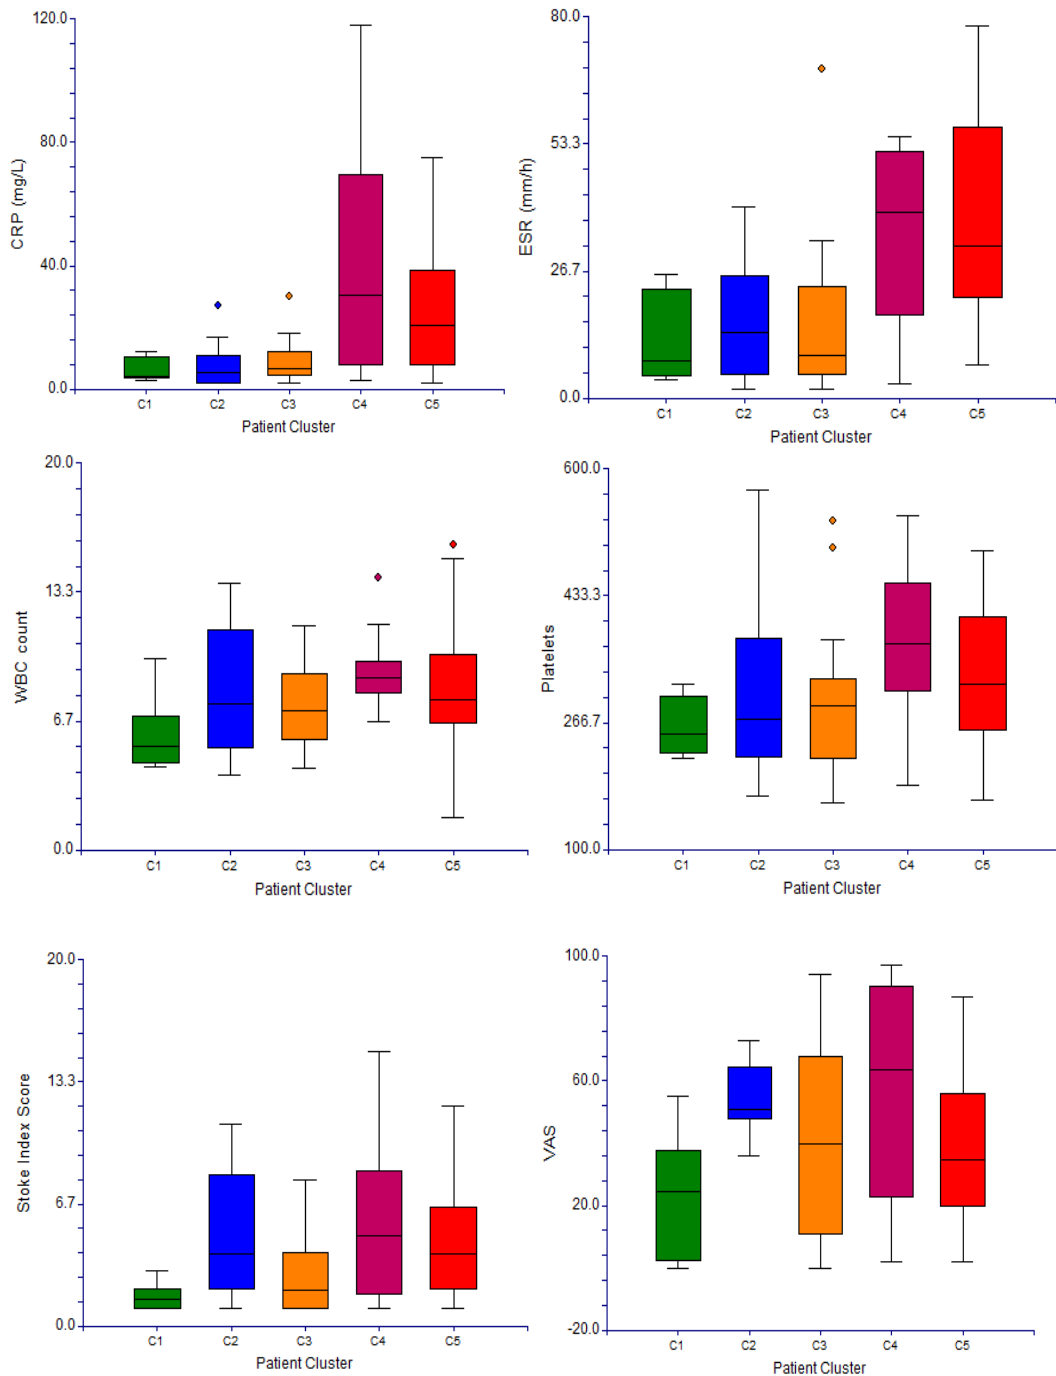 120.0
80.0
40.0
0.0
CRP (mg/L)
C1 C2 C3 C4 C5
Patient Cluster
80.0
53.3
26.7
0.0
ESR (mm/h)
C1 C2 C3 C4 C5
Patient Cluster
20.0
13.3
6.7
0.0
WBC count
C1 C2 C3 C4 C5
Patient Cluster
600.0
433.3
266.7
100.0
Platelets
C1 C2 C3 C4 C5
Patient Cluster
20.0
13.3
6.7
0.0
Stoke Index Score
C1 C2 C3 C4 C5
Patient Cluster
100.0
60.0
20.0
-20.0
VAS
C1 C2 C3 C4 C5
Patient Cluster